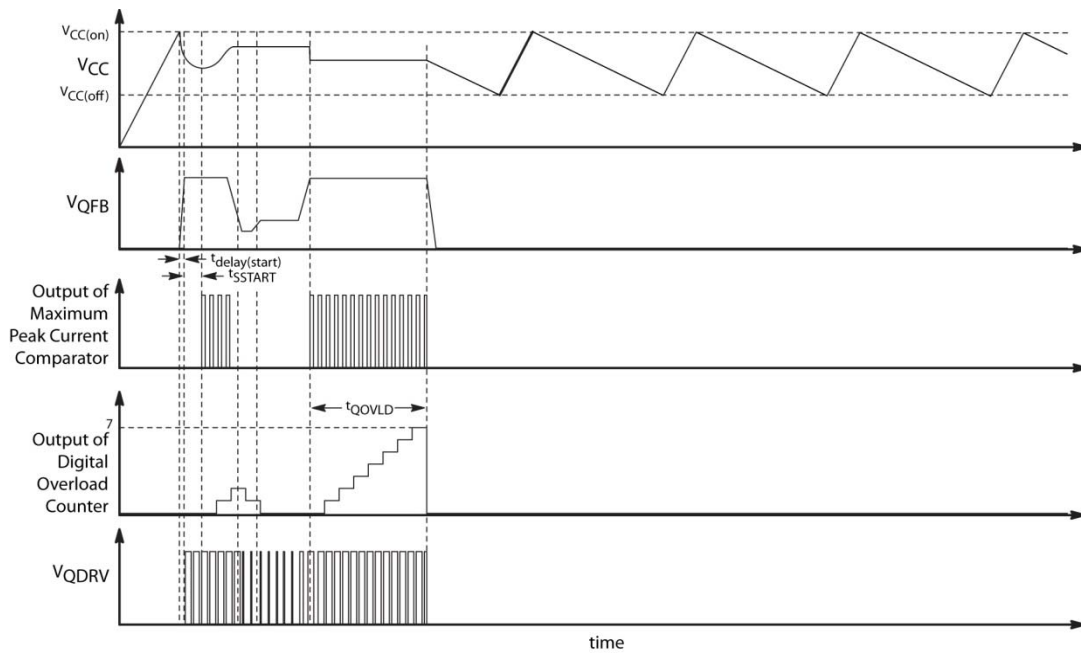 VCC(on)
VCC
VCC(off)
VQFB
tdelay(start)
tSSTART
Output of
Maximum
Peak Current
Comparator
tQOVLD
7
Output of
Digital
Overload
Counter
VQDRV
time